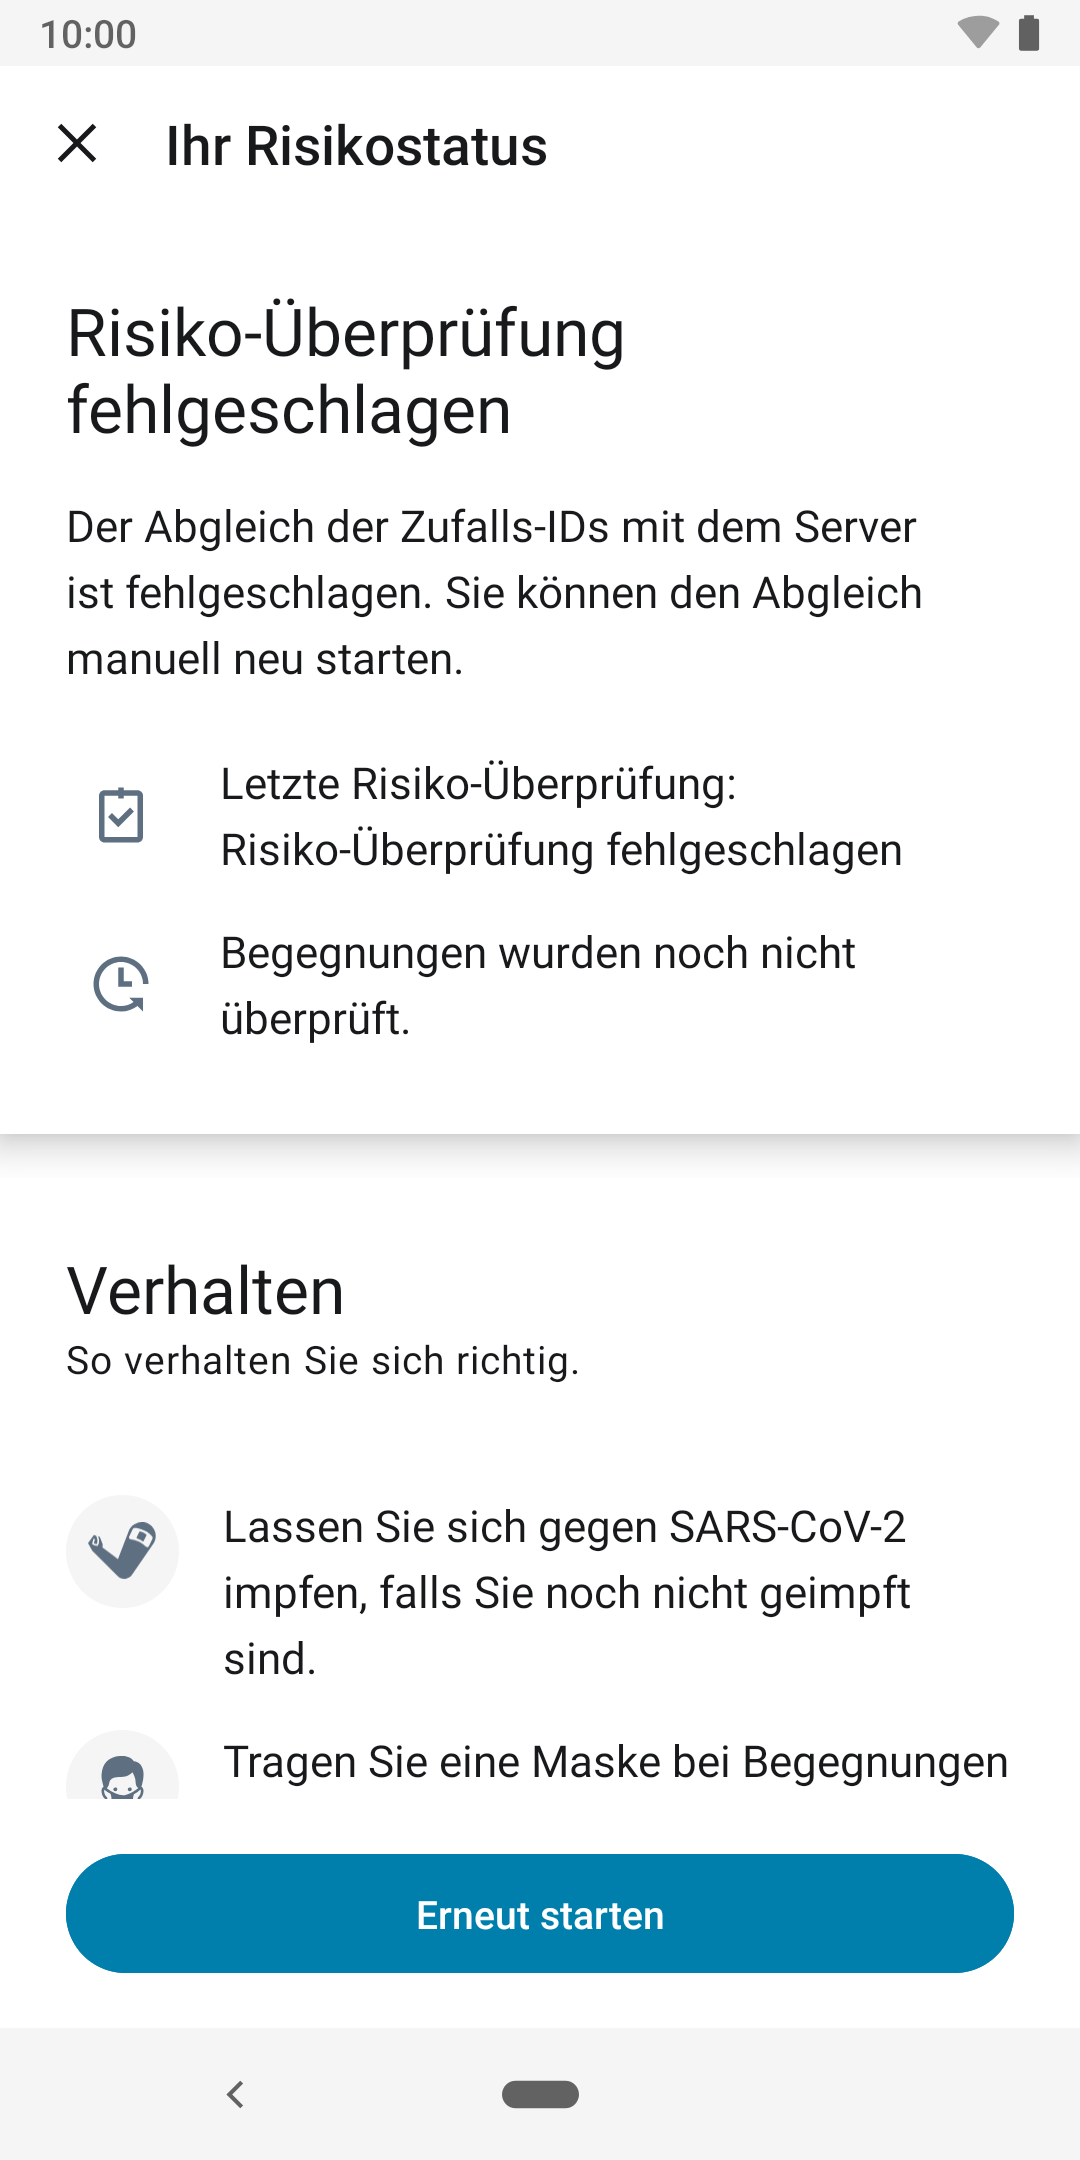 10:00
Ihr Risikostatus
Risiko-Überprüfung
fehlgeschlagen
Der Abgleich der Zufalls-IDs mit dem Server
ist fehlgeschlagen. Sie können den Abgleich
manuell neu starten.
Letzte Risiko-Überprüfung:
Risiko-Überprüfung fehlgeschlagen
Begegnungen wurden noch nicht
überprüft.
Verhalten
So verhalten Sie sich richtig.
Lassen Sie sich gegen SARS-CoV-2
impfen, falls Sie noch nicht geimpft
sind.
Tragen Sie eine Maske bei Begegnungen
Erneut starten